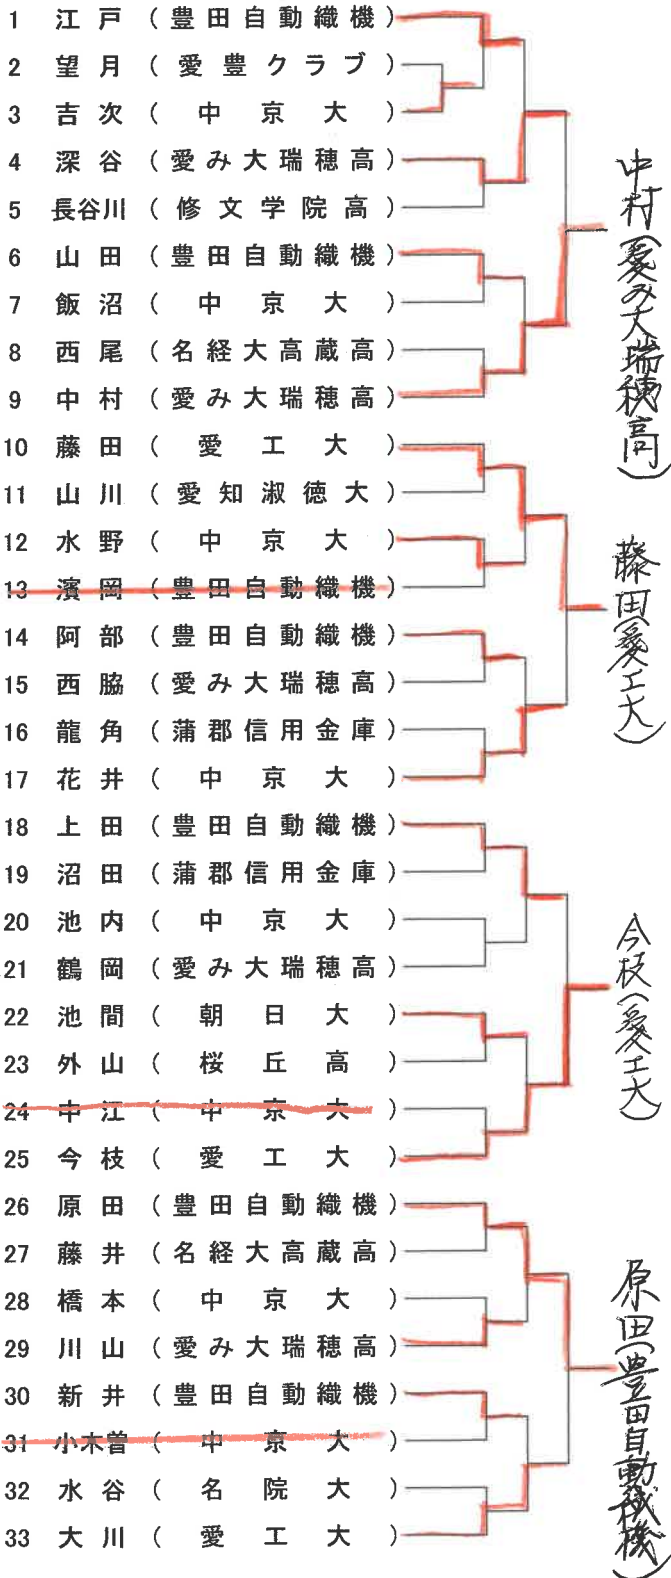 1 江戸 (豊田自動織機)
2 望月 (愛豊クラブ)
3 吉次 (中京大)
4 深谷 (愛み大瑞穂高)
5 長谷川 (修文学院高)
6 山田 (豊田自動織機)
7 飯沼 (中京大)
8 西尾 (名経大高蔵高)
9 中村 (愛み大瑞穂高)
10 藤田 (愛工大)
11 山川 (愛知淑徳大)
12 水野 (中京大)
13 濱岡 (豊田自動織機)
14 阿部 (豊田自動織機)
15 西脇 (愛み大瑞穂高)
16 龍角 (蒲郡信用金庫)
17 花井 (中京大)
18 上田 (豊田自動織機)
19 沼田 (蒲郡信用金庫)
20 池内 (中京大)
21 鶴岡 (愛み大瑞穂高)
22 池間 (朝日大)
23 外山 (桜丘高)
24 中江 (中京大)
25 今枝 (愛工大)
26 原田 (豊田自動織機)
27 藤井 (名経大高蔵高)
28 橋本 (中京大)
29 川山 (愛み大瑞穂高)
30 新井 (豊田自動織機)
31 小木曽 (中京大)
32 水谷 (名院大)
33 大川 (愛工大)
中村(愛み大瑞穂高)
藤田(愛工大)
今枝(愛工大)
原田(豊田自動織機)